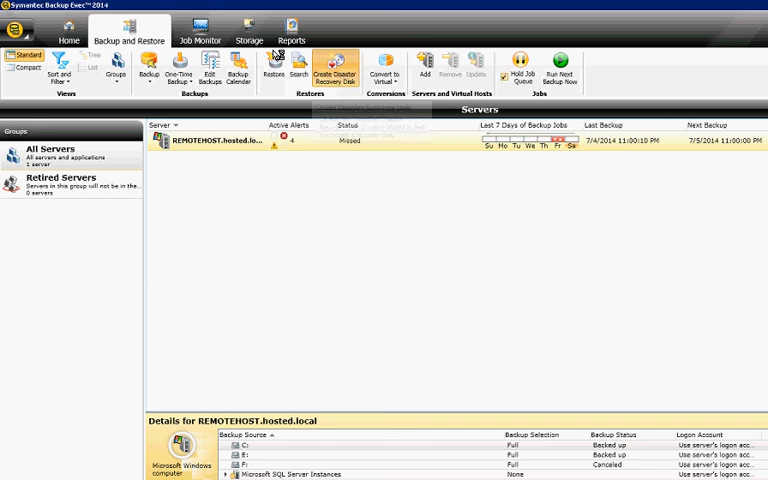 Symantec Backup Exec™ 2014
Home
Backup and Restore
Job Monitor
Storage
Reports
Standard
Compact
Tree
List
Sort and Filter
Groups
Views
Backup
One-Time Backup
Edit Backups
Backup Calendar
Backups
Restore
Search
Create Disaster Recovery Disk
Restores
Convert to Virtual
Conversions
Add
Remove
Update
Servers and Virtual Hosts
Hold Job Queue
Run Next Backup Now
Jobs
Servers
Groups
All Servers
All servers and applications
1 server
Retired Servers
Servers in this group will not be in the...
0 servers
Server Active Alerts Status Last 7 Days of Backup Jobs Last Backup Next Backup
REMOTEHOST.hosted.lo... 4 Missed Su Mo Tu We Th Fr Sa 7/4/2014 11:00:10 PM 7/5/2014 11:00:00 PM
Details for REMOTEHOST.hosted.local
Microsoft Windows computer
Backup Source Backup Selection Backup Status Logon Account
C: Full Backed up Use server's logon acc...
E: Full Backed up Use server's logon acc...
F: Full Canceled Use server's logon acc...
Microsoft SQL Server Instances None Use server's logon acc...